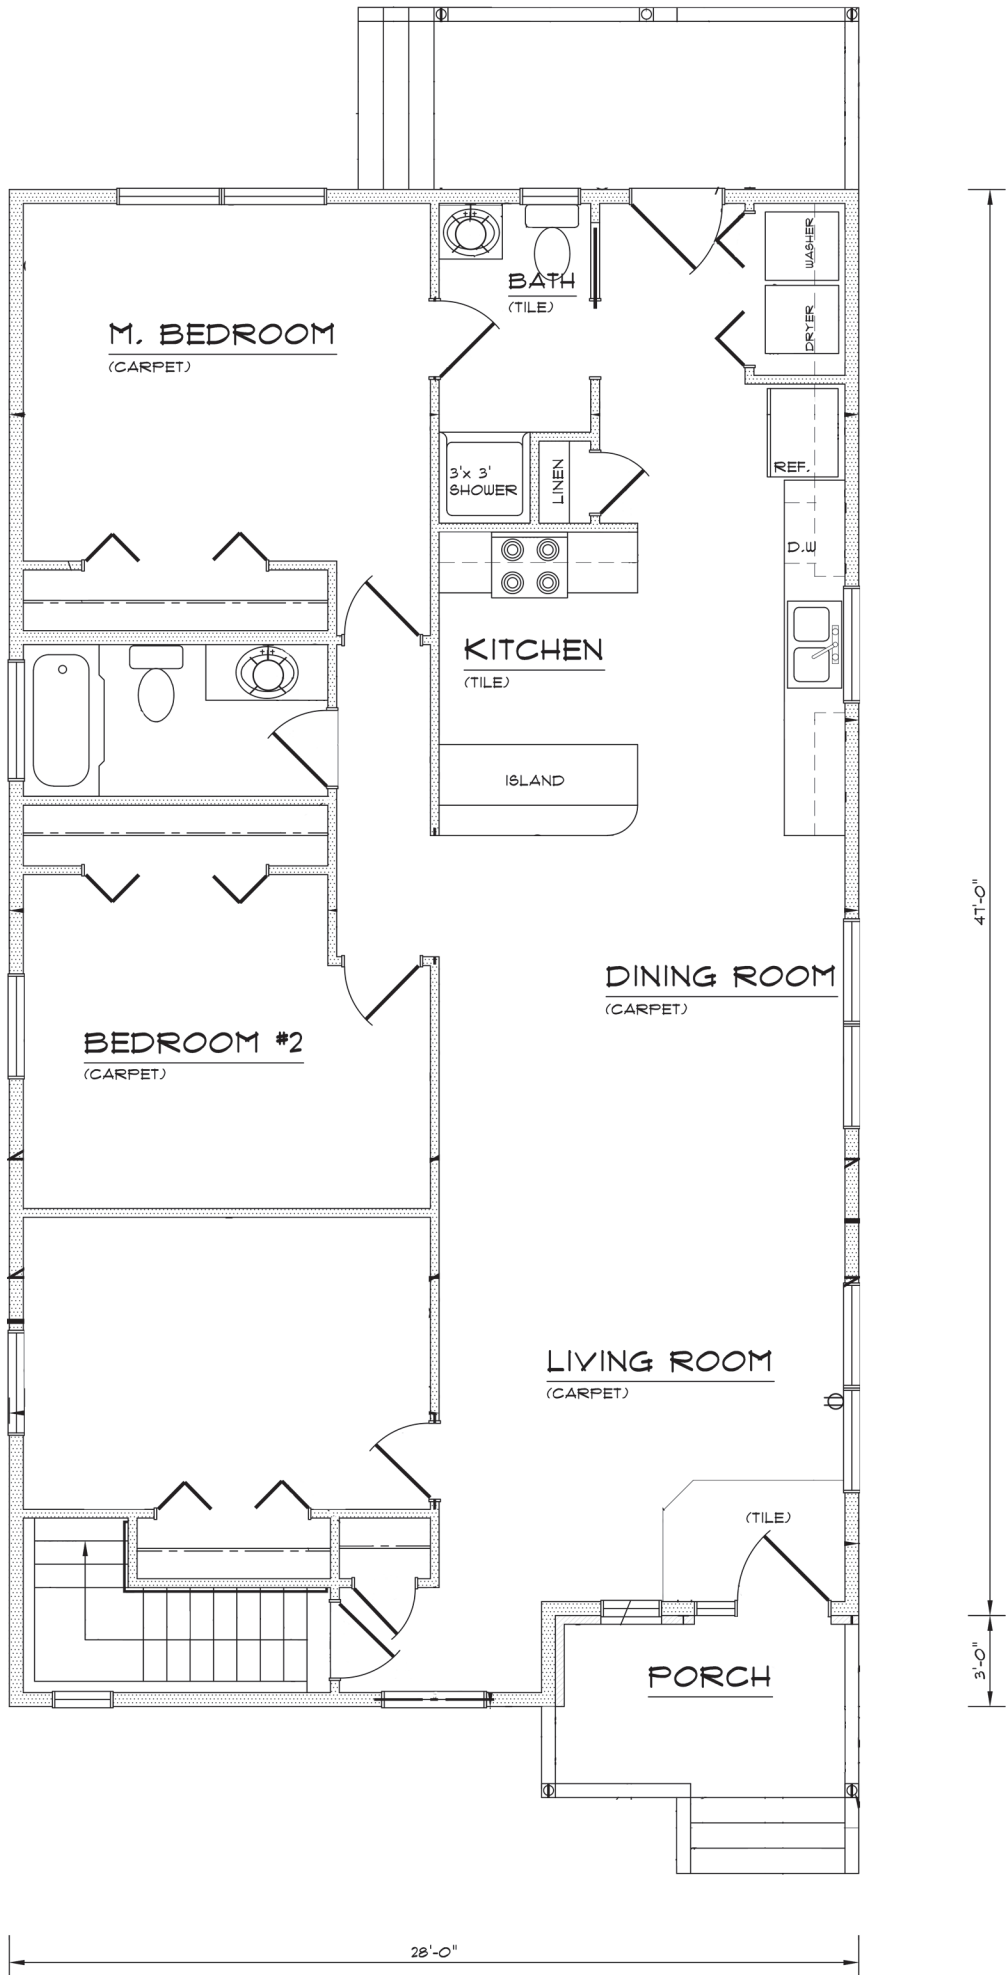 WASHER
BATH
(TILE)
DRYER
M. BEDROOM
(CARPET)
3'x 3'
SHOWER
LINEN
REF.
D.W
KITCHEN
(TILE)
ISLAND
47'-0"
DINING ROOM
(CARPET)
BEDROOM #2
(CARPET)
LIVING ROOM
(CARPET)
(TILE)
PORCH
3'-0"
28'-0"